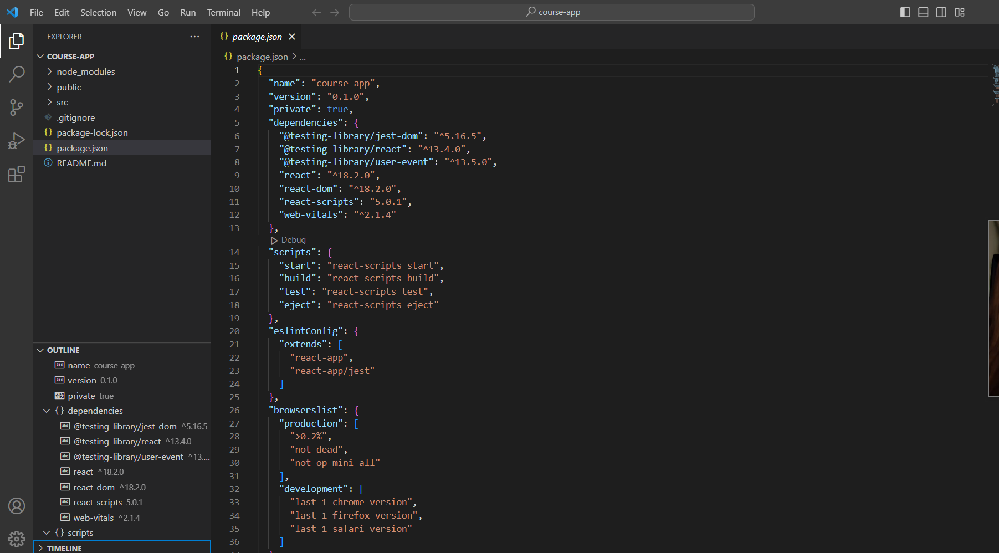 File Edit Selection View Go Run Terminal Help
course-app
EXPLORER
COURSE-APP
node_modules
public
src
.gitignore
package-lock.json
package.json
README.md
OUTLINE
name course-app
version 0.1.0
private true
{} dependencies
@testing-library/jest-dom ^5.16.5
@testing-library/react ^13.4.0
@testing-library/user-event ^13....
react ^18.2.0
react-dom ^18.2.0
react-scripts 5.0.1
web-vitals ^2.1.4
{} scripts
TIMELINE
{} package.json
{} package.json > ...
1 {
2 "name": "course-app",
3 "version": "0.1.0",
4 "private": true,
5 "dependencies": {
6 "@testing-library/jest-dom": "^5.16.5",
7 "@testing-library/react": "^13.4.0",
8 "@testing-library/user-event": "^13.5.0",
9 "react": "^18.2.0",
10 "react-dom": "^18.2.0",
11 "react-scripts": "5.0.1",
12 "web-vitals": "^2.1.4"
13 },
Debug
14 "scripts": {
15 "start": "react-scripts start",
16 "build": "react-scripts build",
17 "test": "react-scripts test",
18 "eject": "react-scripts eject"
19 },
20 "eslintConfig": {
21 "extends": [
22 "react-app",
23 "react-app/jest"
24 ]
25 },
26 "browserslist": {
27 "production": [
28 ">0.2%",
29 "not dead",
30 "not op_mini all"
31 ],
32 "development": [
33 "last 1 chrome version",
34 "last 1 firefox version",
35 "last 1 safari version"
36 ]